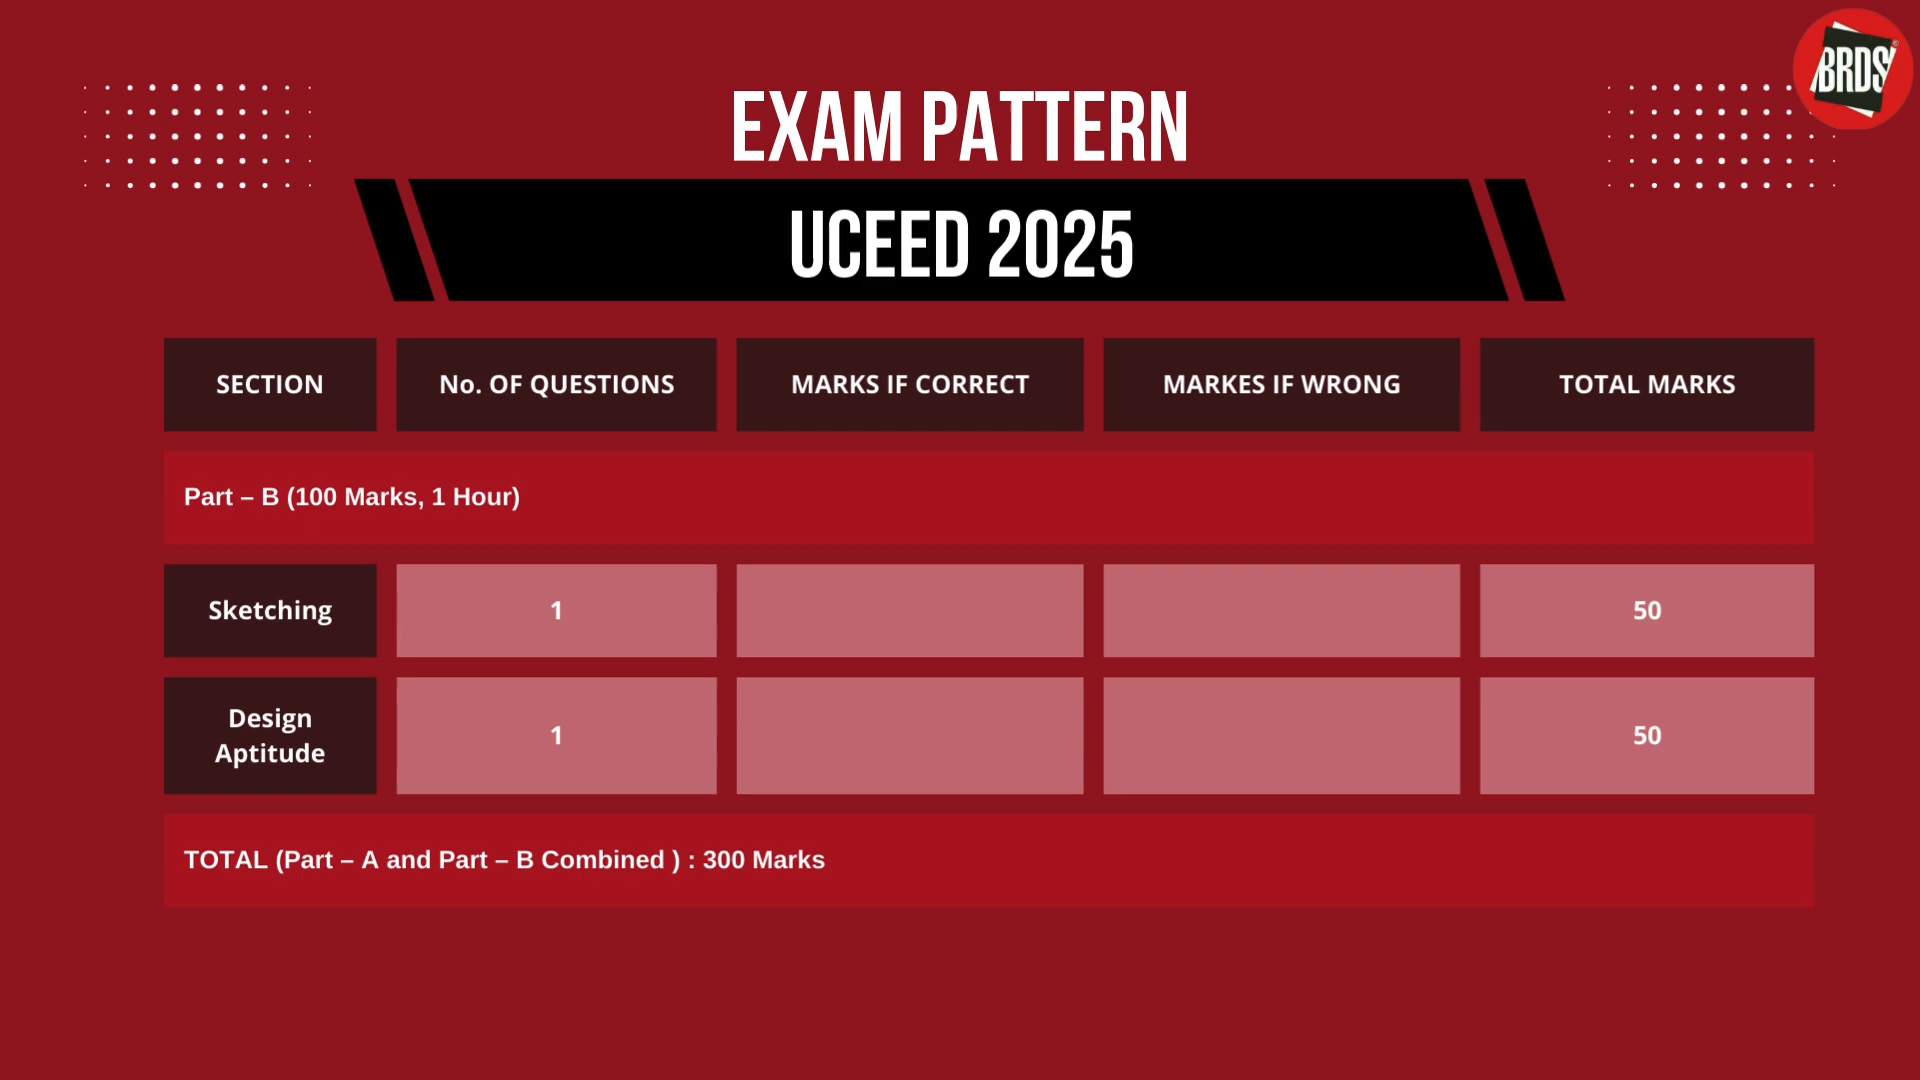 BRDS®
EXAM PATTERN
UCEED 2025
SECTION No. OF QUESTIONS MARKS IF CORRECT MARKES IF WRONG TOTAL MARKS
Part – B (100 Marks, 1 Hour)
Sketching 1 50
Design
Aptitude 1 50
TOTAL (Part – A and Part – B Combined ) : 300 Marks